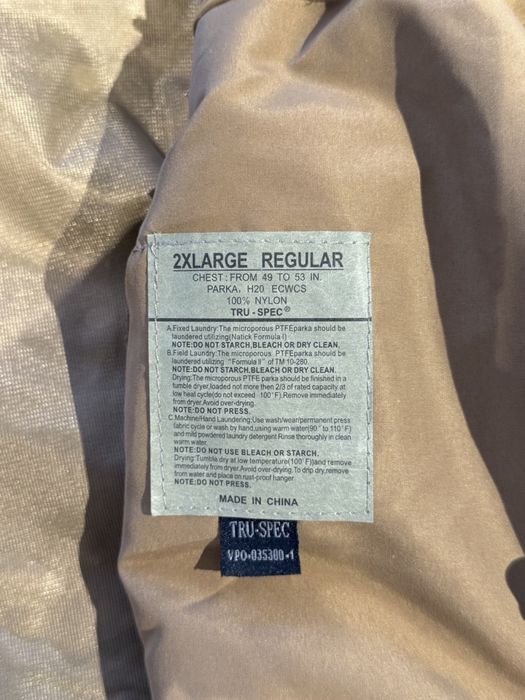 2XLARGE REGULAR
CHEST: FROM 49 TO 53 IN.
PARKA, H20 ECWCS
100% NYLON
TRU - SPEC®
A.Fixed Laundry:The microporous PTFEparka should be
laundered utilizing(Natick Formula I)
NOTE:DO NOT STARCH,BLEACH OR DRY CLEAN.
B.Field Laundry:The microporous PTFEparka should be
laundered utilizing "Formula II" of TM 10-280.
NOTE:DO NOT STARCH,BLEACH OR DRY CLEAN.
Drying:The microporous PTFE parka should be finished in a
tumble dryer,loaded not more then 2/3 of rated capacity at
low heat cycle(do not exceed 100°F).Remove immediately
from dryer.Avoid over-drying.
NOTE:DO NOT PRESS.
C.Machine/Hand Laundering:Use wash/wear/permanent press
fabric cycle or wash by hand,using warm water(90° to 110°F)
and mild powdered laundry detergent.Rinse thoroughly in clean
warm water.
NOTE:DO NOT USE BLEACH OR STARCH.
Drying:Tumble dry at low temperature(100°F)and remove
immediately from dryer.Avoid over-drying.To drip dry,remove
from water and place on rust-proof hanger
NOTE:DO NOT PRESS.
MADE IN CHINA
TRU-SPEC
VPO-035380-1